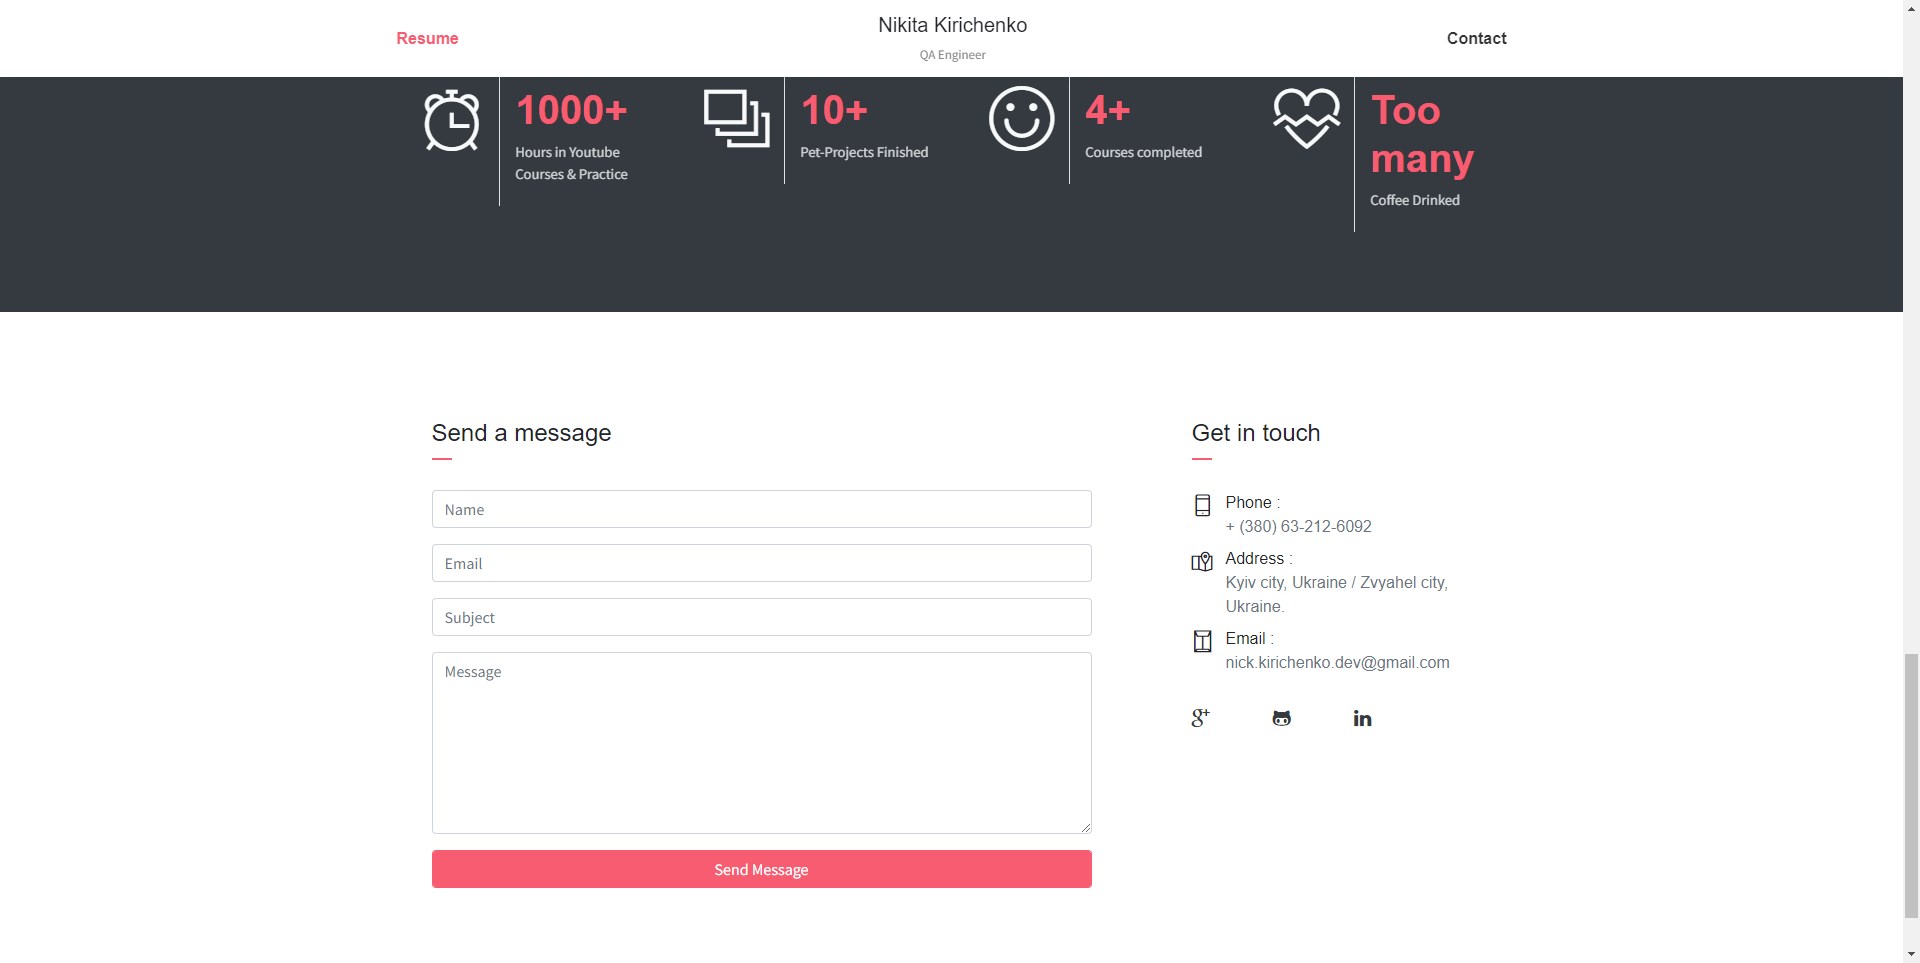 Resume
Nikita Kirichenko
QA Engineer
Contact
1000+
Hours in Youtube
Courses & Practice
10+
Pet-Projects Finished
4+
Courses completed
Too
many
Coffee Drinked
Send a message
Name
Email
Subject
Message
Send Message
Get in touch
Phone :
+ (380) 63-212-6092
Address :
Kyiv city, Ukraine / Zvyahel city,
Ukraine.
Email :
nick.kirichenko.dev@gmail.com